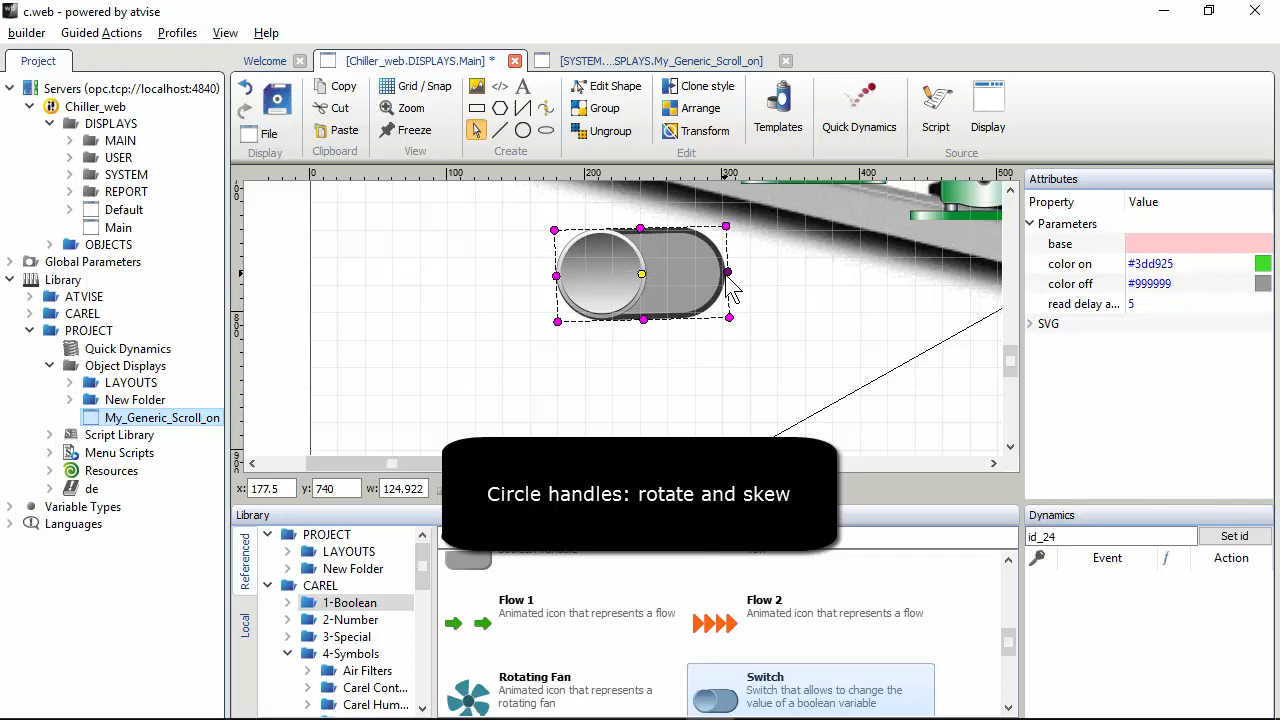 c.web - powered by atvise
builder Guided Actions Profiles View Help
Project
Welcome [Chiller_web.DISPLAYS.Main] * [SYSTEM....SPLAYS.My_Generic_Scroll_on]
Servers (opc.tcp://localhost:4840)
Chiller_web
DISPLAYS
MAIN
USER
SYSTEM
REPORT
Default
Main
OBJECTS
Global Parameters
Library
ATVISE
CAREL
PROJECT
Quick Dynamics
Object Displays
LAYOUTS
New Folder
My_Generic_Scroll_on
Script Library
Menu Scripts
Resources
de
Variable Types
Languages
File
Display
Copy
Cut
Paste
Clipboard
Grid / Snap
Zoom
Freeze
View
Create
Edit Shape
Group
Ungroup
Clone style
Arrange
Transform
Edit
Templates
Quick Dynamics
Script
Display
Source
0 100 200 300 400 500
Attributes
Property Value
Parameters
base
color on #3dd925
color off #999999
read delay a... 5
SVG
Circle handles: rotate and skew
x: 177.5 y: 740 w: 124.922
Library
Referenced
Local
PROJECT
LAYOUTS
New Folder
CAREL
1-Boolean
2-Number
3-Special
4-Symbols
Air Filters
Carel Cont...
Carel Hum...
Flow 1
Animated icon that represents a flow
Flow 2
Animated icon that represents a flow
Rotating Fan
Animated icon that represents a
rotating fan
Switch
Switch that allows to change the
value of a boolean variable
Dynamics
id_24 Set id
Event f Action